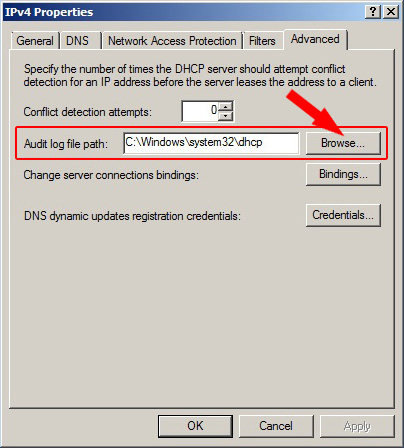 IPv4 Properties
General DNS Network Access Protection Filters Advanced
Specify the number of times the DHCP server should attempt conflict
detection for an IP address before the server leases the address to a client.
Conflict detection attempts: 0
Audit log file path: C:\Windows\system32\dhcp Browse...
Change server connections bindings: Bindings...
DNS dynamic updates registration credentials: Credentials...
OK Cancel Apply